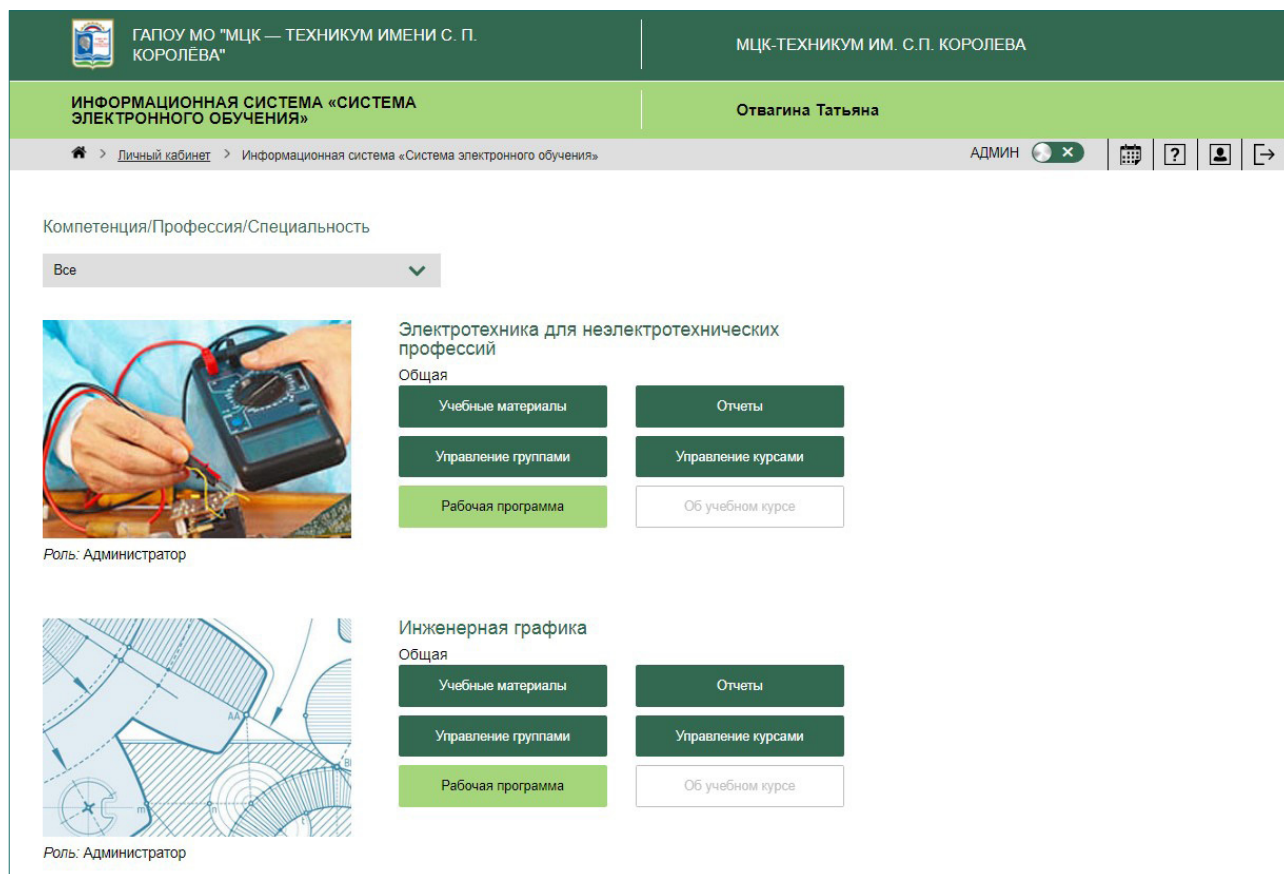 ГАПОУ МО "МЦК — ТЕХНИКУМ ИМЕНИ С. П.
КОРОЛЁВА"
МЦК-ТЕХНИКУМ ИМ. С.П. КОРОЛЕВА
ИНФОРМАЦИОННАЯ СИСТЕМА «СИСТЕМА
ЭЛЕКТРОННОГО ОБУЧЕНИЯ»
Отвагина Татьяна
> Личный кабинет > Информационная система «Система электронного обучения»
АДМИН
Компетенция/Профессия/Специальность
Все
Электротехника для неэлектротехнических
профессий
Общая
Учебные материалы
Отчеты
Управление группами
Управление курсами
Рабочая программа
Об учебном курсе
Роль: Администратор
Инженерная графика
Общая
Учебные материалы
Отчеты
Управление группами
Управление курсами
Рабочая программа
Об учебном курсе
AA
m
n
Роль: Администратор